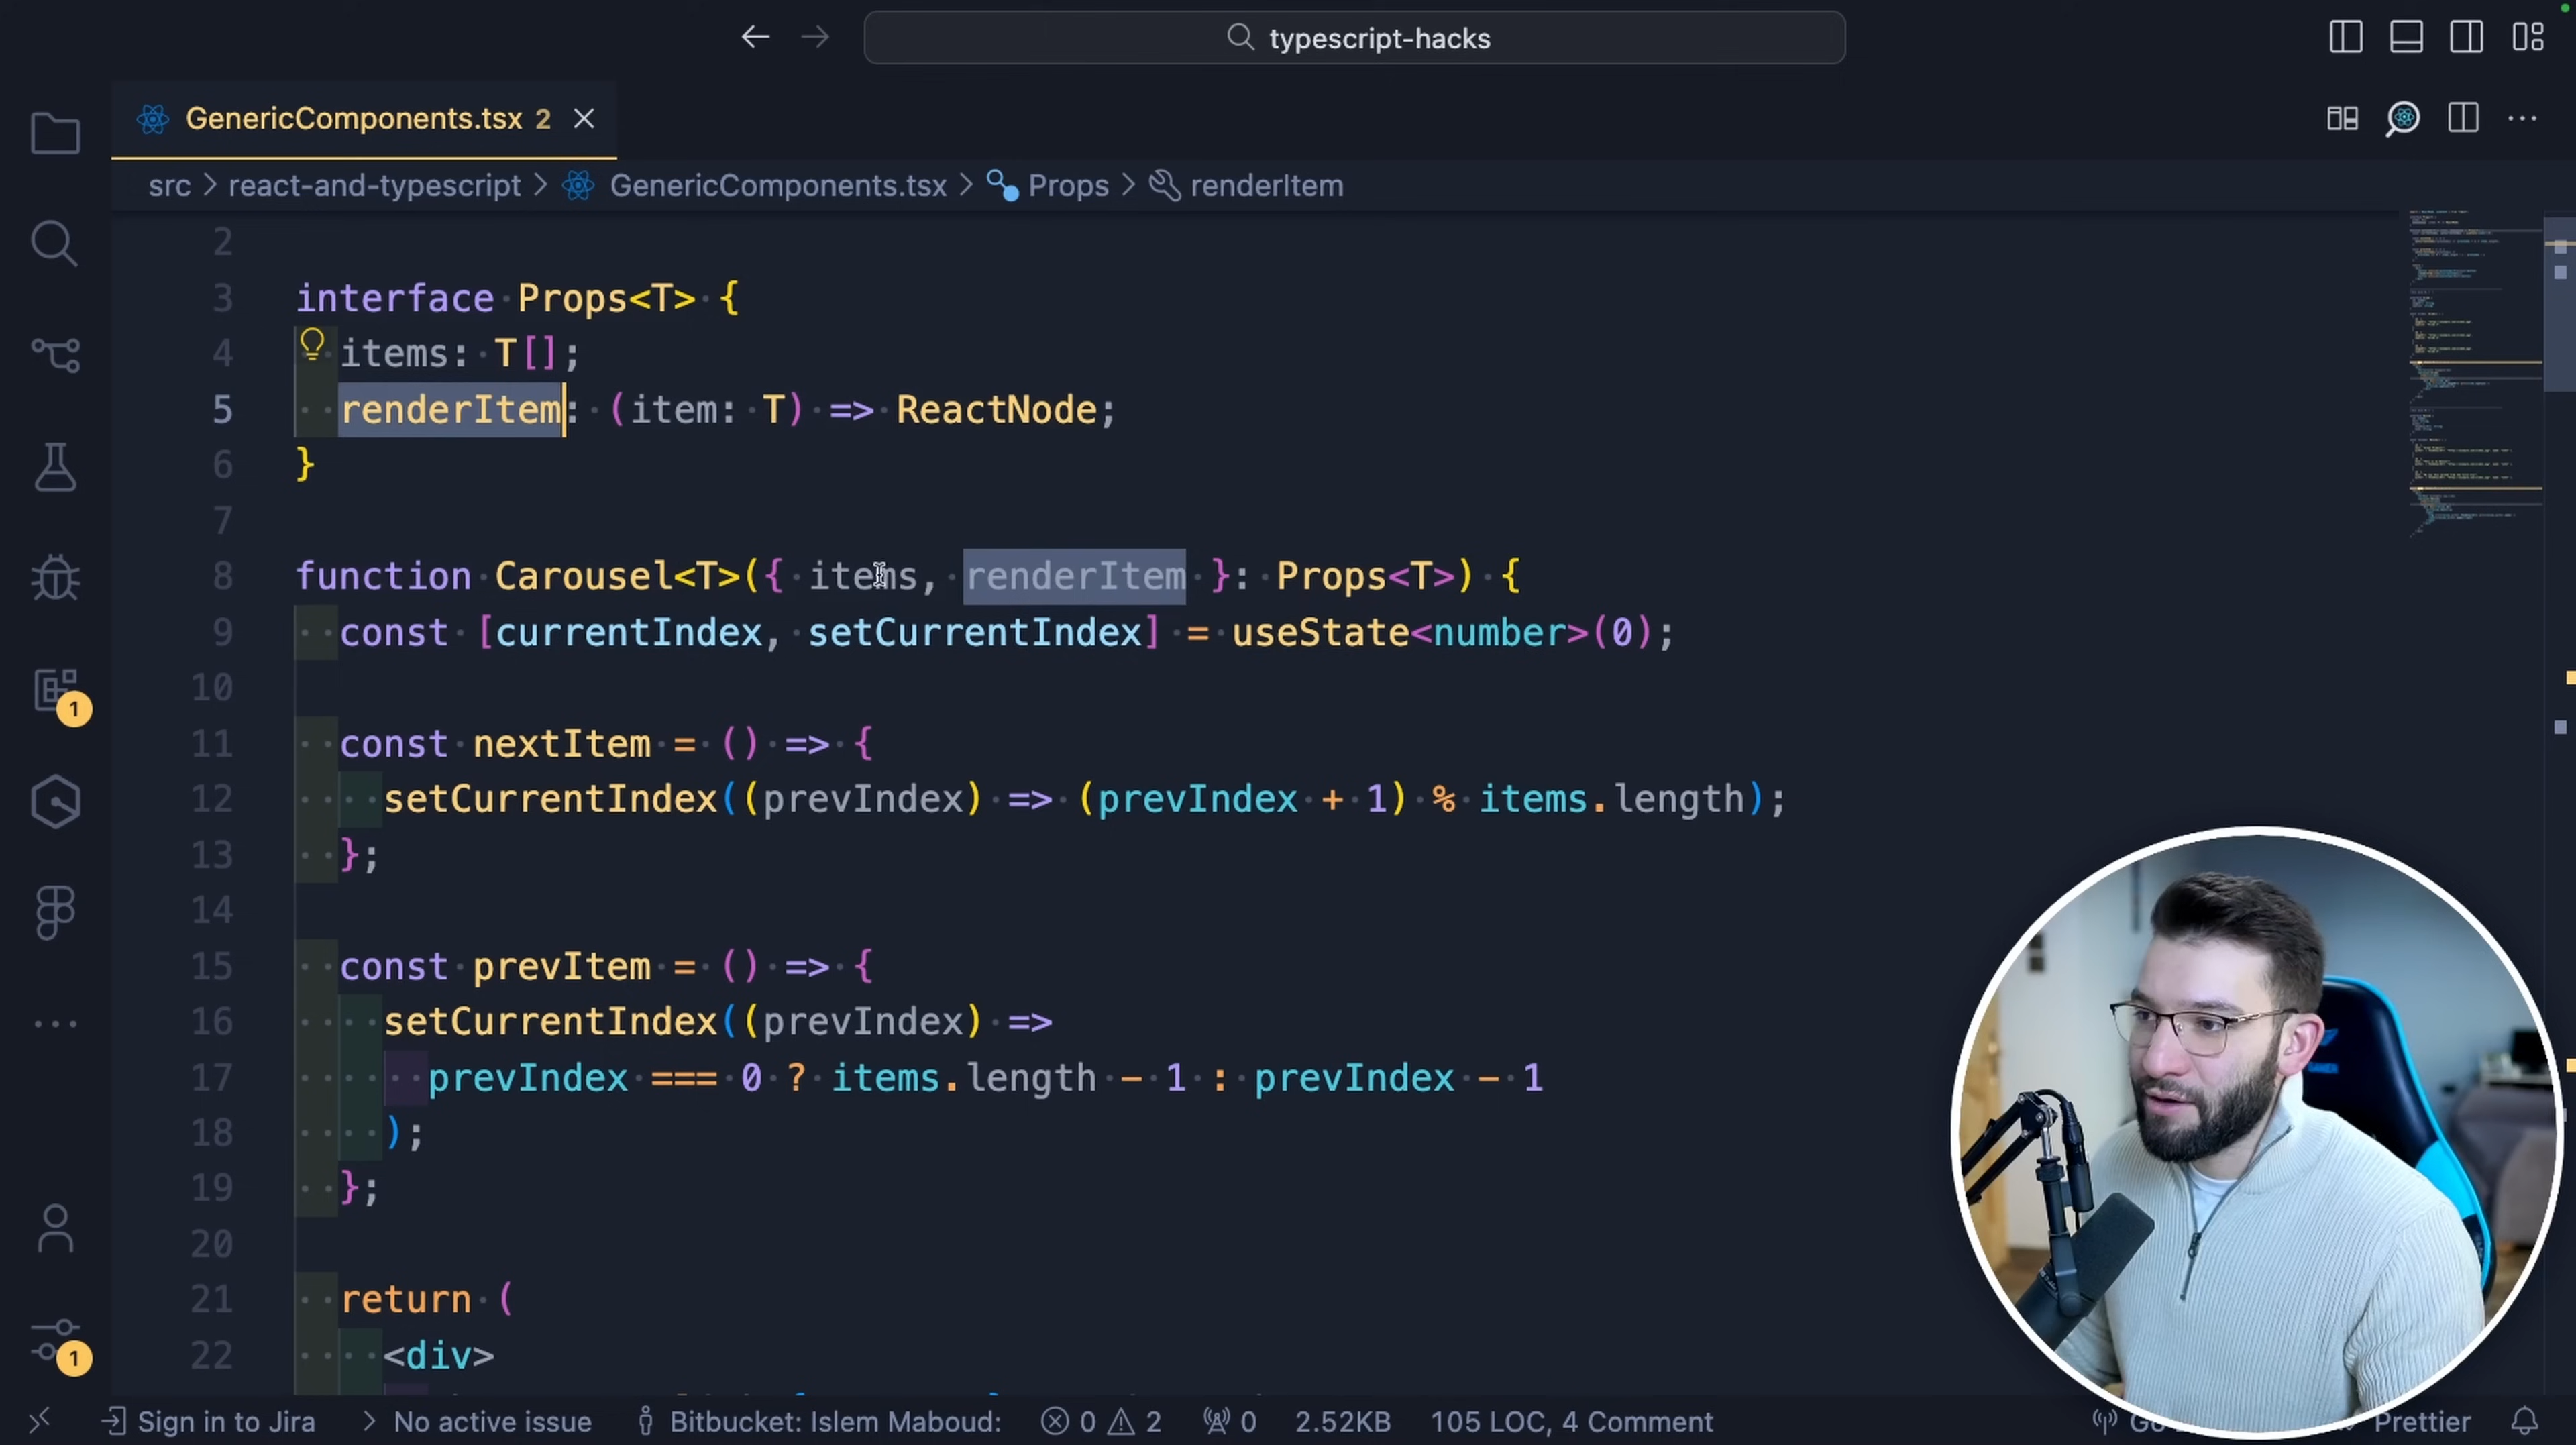 typescript-hacks
GenericComponents.tsx 2
src > react-and-typescript > GenericComponents.tsx > Props > renderItem
2
3 interface Props<T> {
4 items: T[];
5 renderItem: (item: T) => ReactNode;
6 }
7
8 function Carousel<T>({ items, renderItem }: Props<T>) {
9 const [currentIndex, setCurrentIndex] = useState<number>(0);
10
11 const nextItem = () => {
12 setCurrentIndex((prevIndex) => (prevIndex + 1) % items.length);
13 };
14
15 const prevItem = () => {
16 setCurrentIndex((prevIndex) =>
17 prevIndex === 0 ? items.length - 1 : prevIndex - 1
18 );
19 };
20
21 return (
22 <div>
1
1
Sign in to Jira > No active issue Bitbucket: Islem Maboud: 0 2 0 2.52KB 105 LOC, 4 Comment Prettier